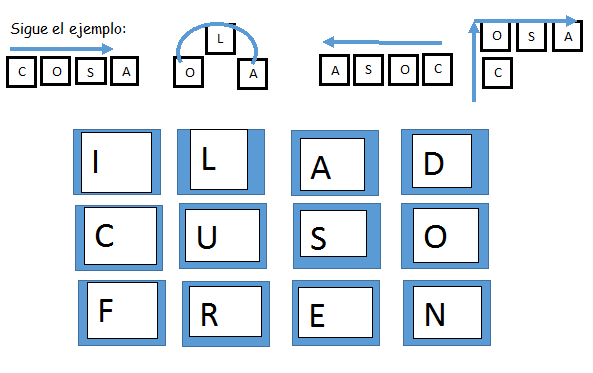 Sigue el ejemplo:
L
O S A
C O S A
O A
A S O C
C
I L A D
C U S O
F R E N